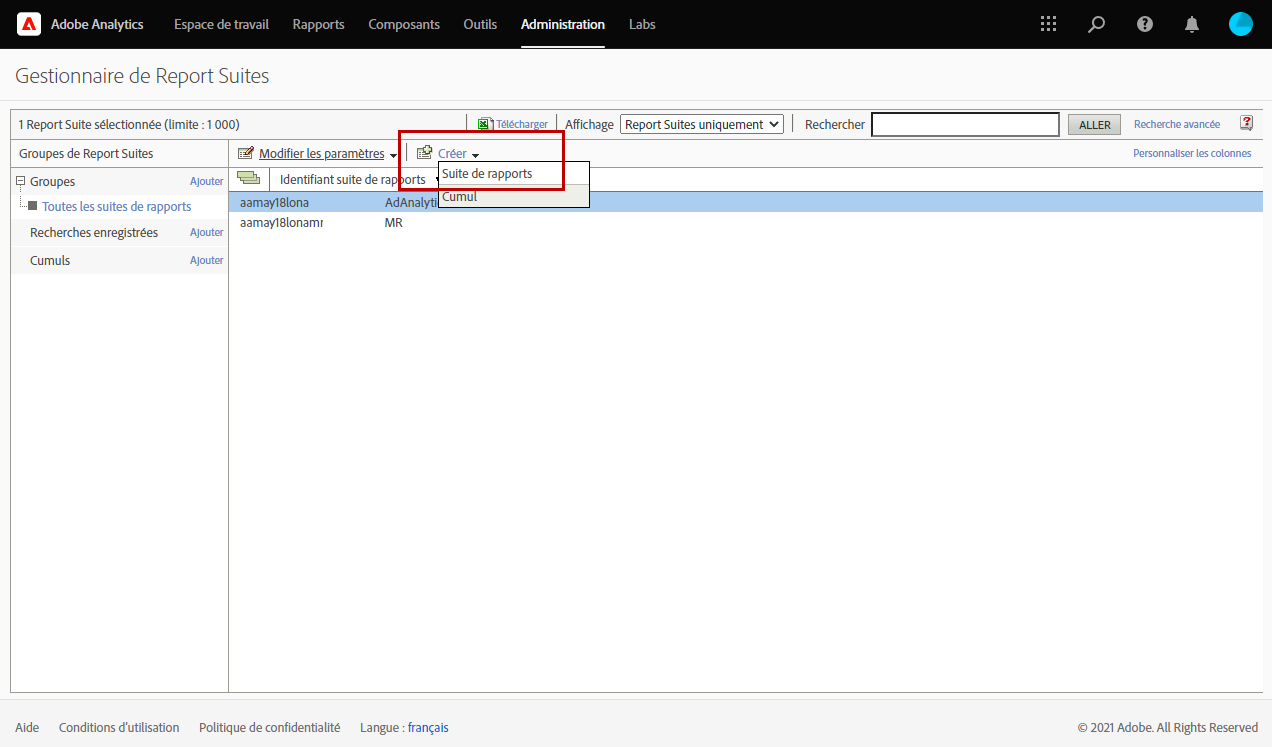 Adobe Analytics Espace de travail Rapports Composants Outils Administration Labs
Gestionnaire de Report Suites
1 Report Suite sélectionnée (limite : 1 000) Télécharger Affichage Report Suites uniquement Rechercher ALLER Recherche avancée
Groupes de Report Suites Modifier les paramètres Créer Personnaliser les colonnes
Suite de rapports
Groupes Ajouter Identifiant suite de rapports
Cumul
Toutes les suites de rapports aamay18lona
aamay18lonamr MR
Recherches enregistrées Ajouter
Cumuls Ajouter
Aide Conditions d'utilisation Politique de confidentialité Langue : français © 2021 Adobe. All Rights Reserved